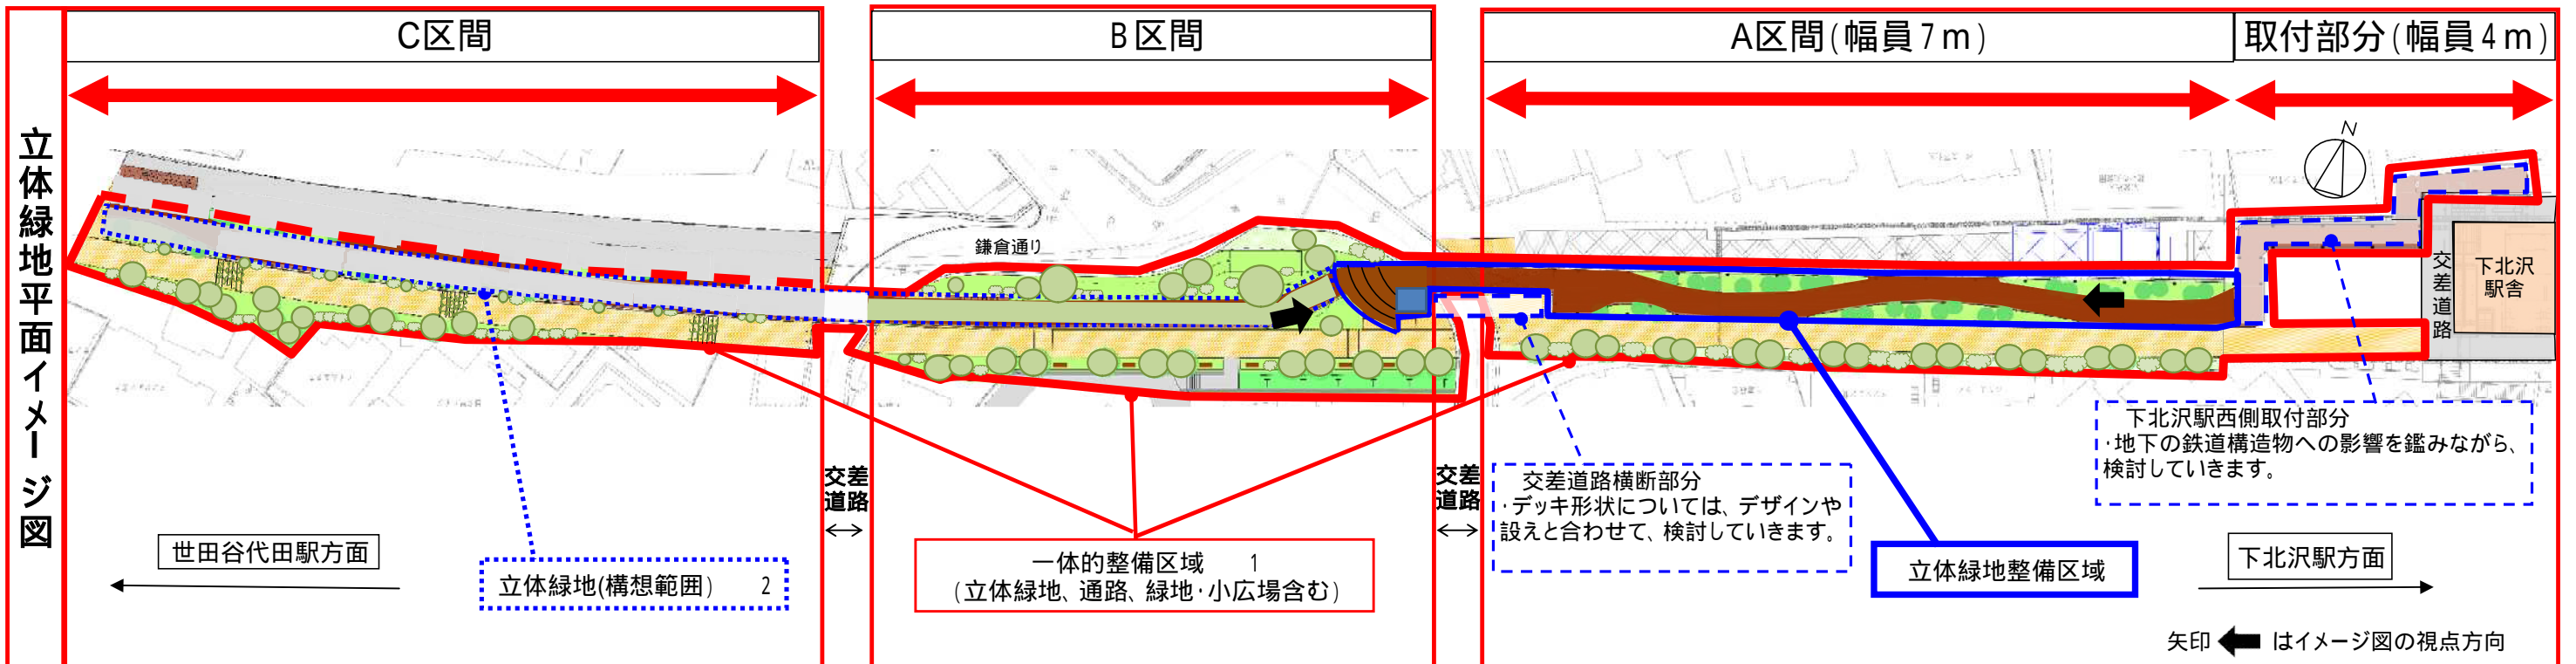 立体緑地平面イメージ図
C区間
B区間
A区間(幅員7m)
取付部分(幅員4m)
N
鎌倉通り
交差道路
下北沢
駅舎
下北沢駅西側取付部分
・地下の鉄道構造物への影響を鑑みながら、
検討していきます。
交差
道路
交差
道路
交差道路横断部分
・デッキ形状については、デザインや
設えと合わせて、検討していきます。
世田谷代田駅方面
立体緑地(構想範囲) 2
一体的整備区域 1
(立体緑地、通路、緑地・小広場含む)
立体緑地整備区域
下北沢駅方面
矢印 はイメージ図の視点方向